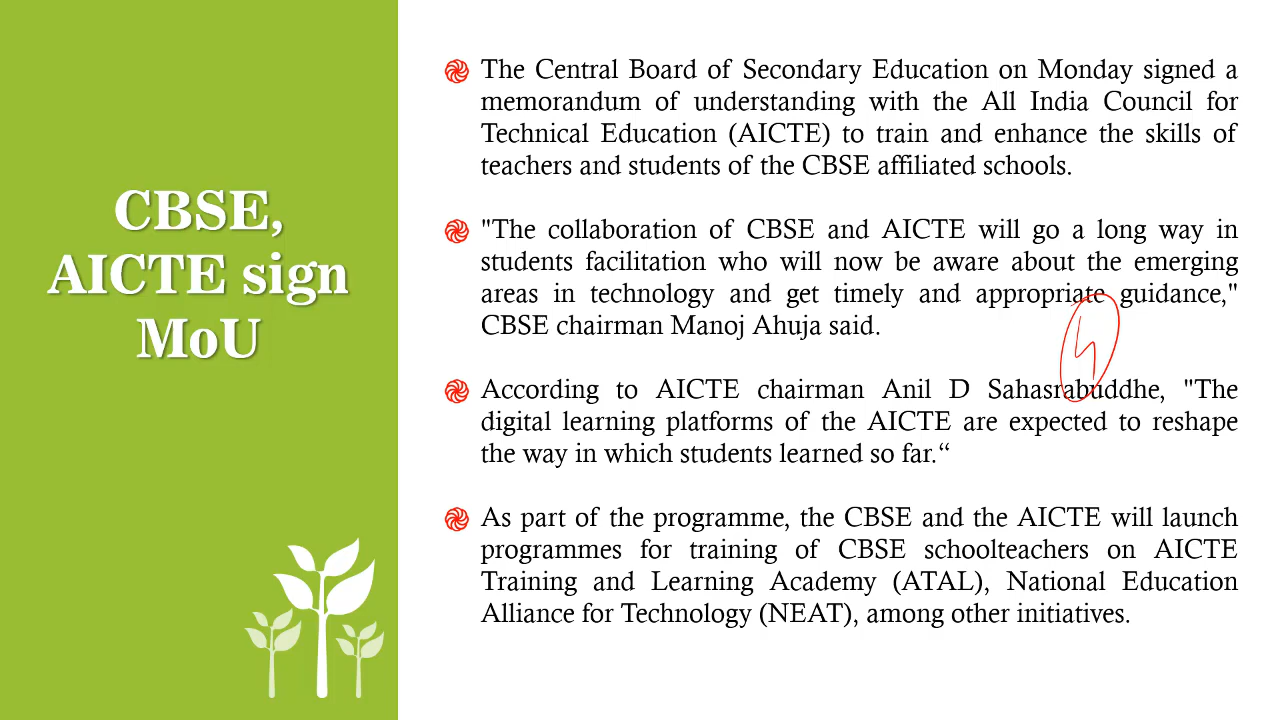 CBSE,
AICTE sign
MoU
The Central Board of Secondary Education on Monday signed a
memorandum of understanding with the All India Council for
Technical Education (AICTE) to train and enhance the skills of
teachers and students of the CBSE affiliated schools.
"The collaboration of CBSE and AICTE will go a long way in
students facilitation who will now be aware about the emerging
areas in technology and get timely and appropriate guidance,"
CBSE chairman Manoj Ahuja said.
According to AICTE chairman Anil D Sahasrabuddhe, "The
digital learning platforms of the AICTE are expected to reshape
the way in which students learned so far.“
As part of the programme, the CBSE and the AICTE will launch
programmes for training of CBSE schoolteachers on AICTE
Training and Learning Academy (ATAL), National Education
Alliance for Technology (NEAT), among other initiatives.